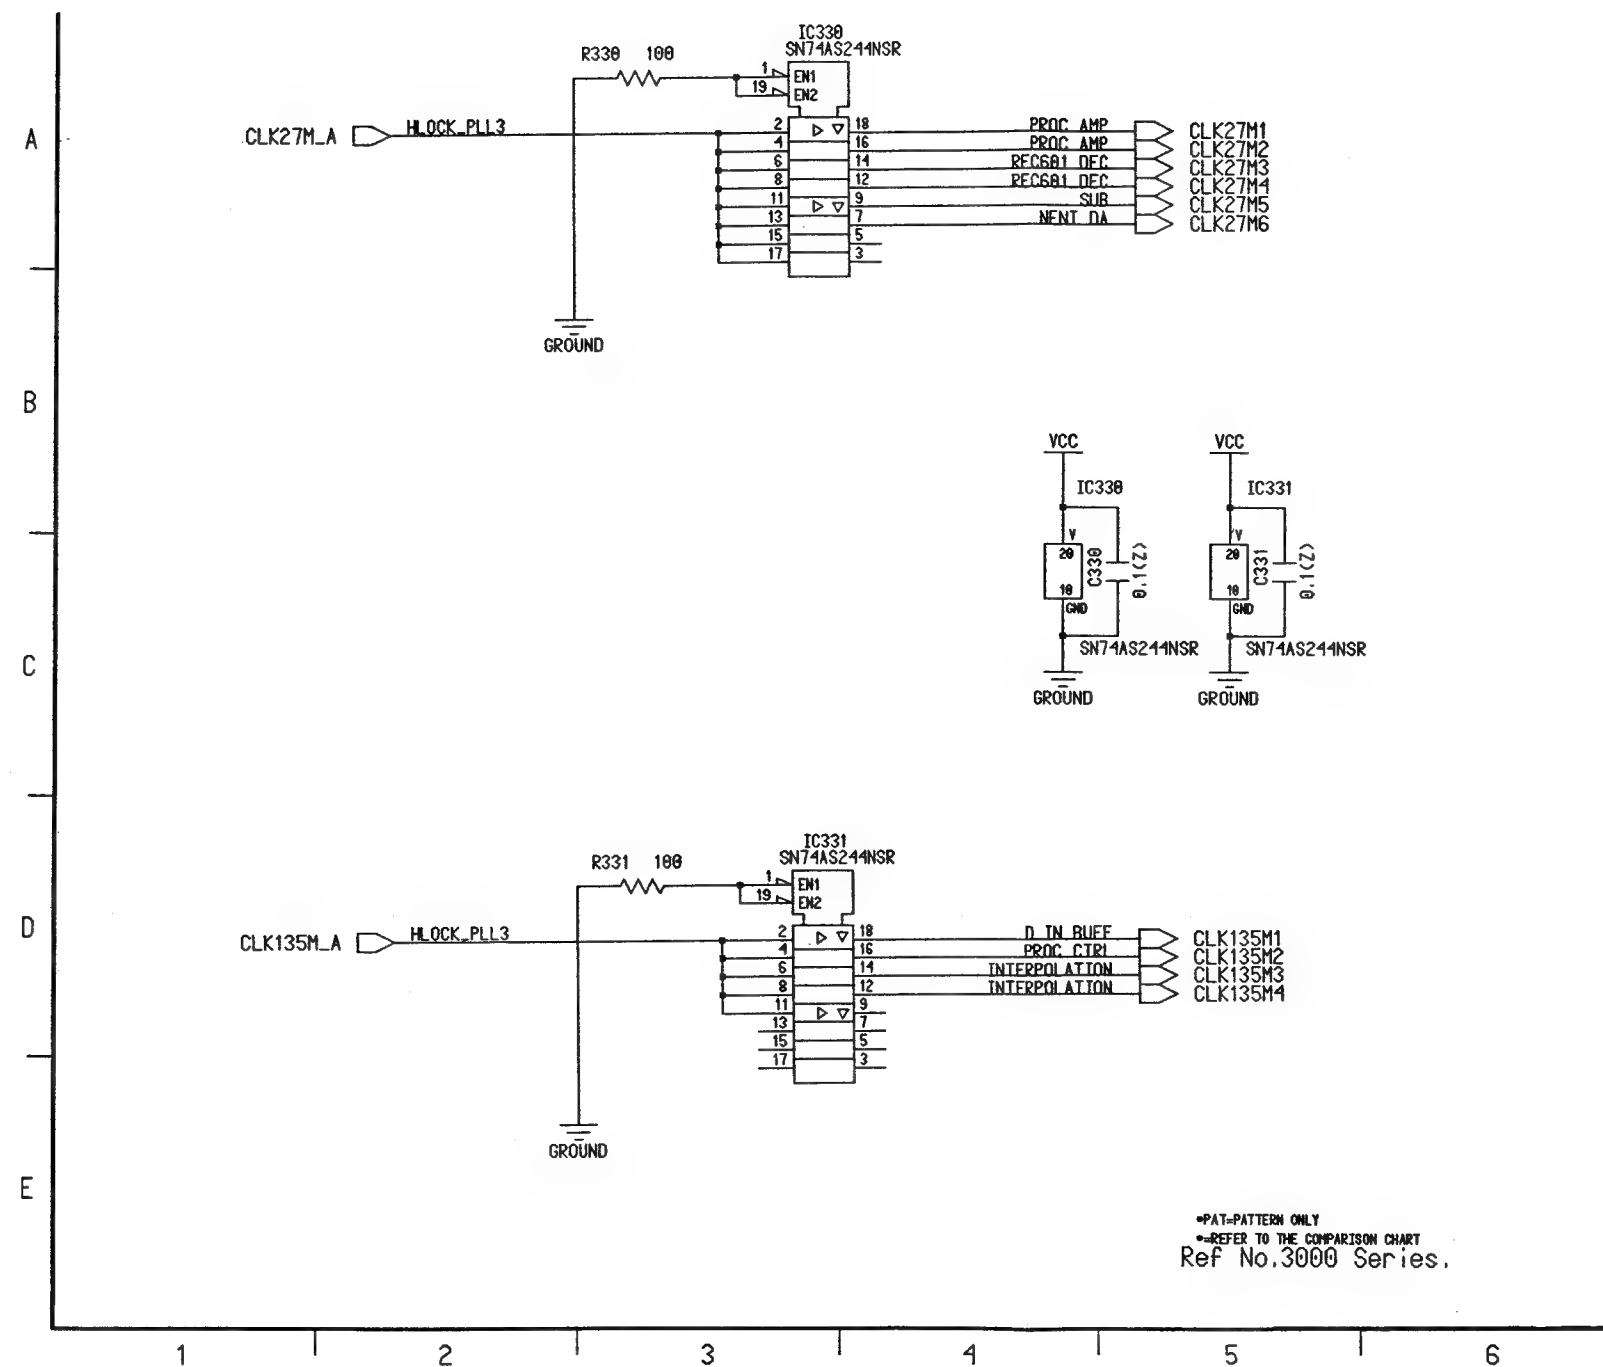 IC330
SN74AS244NSR
R330 100
1 EN1
19 EN2
A
CLK27M_A HLOCK_PLL3
2 18 PROC AMP CLK27M1
4 16 PROC AMP CLK27M2
6 14 REC601 DEC CLK27M3
8 12 REC601 DEC CLK27M4
11 9 SUB CLK27M5
13 7 NENT DA CLK27M6
15 5
17 3
GROUND
B
VCC VCC
IC330 IC331
V V
20 20
C330 0.1(Z) C331 0.1(Z)
10 10
GND GND
SN74AS244NSR SN74AS244NSR
C
GROUND GROUND
IC331
SN74AS244NSR
R331 100
1 EN1
19 EN2
D
CLK135M_A HLOCK_PLL3
2 18 D IN BUFF CLK135M1
4 16 PROC CTRL CLK135M2
6 14 INTERPOLATION CLK135M3
8 12 INTERPOLATION CLK135M4
11 9
13 7
15 5
17 3
GROUND
E
*PAT=PATTERN ONLY
*=REFER TO THE COMPARISON CHART
Ref No.3000 Series.
1 2 3 4 5 6